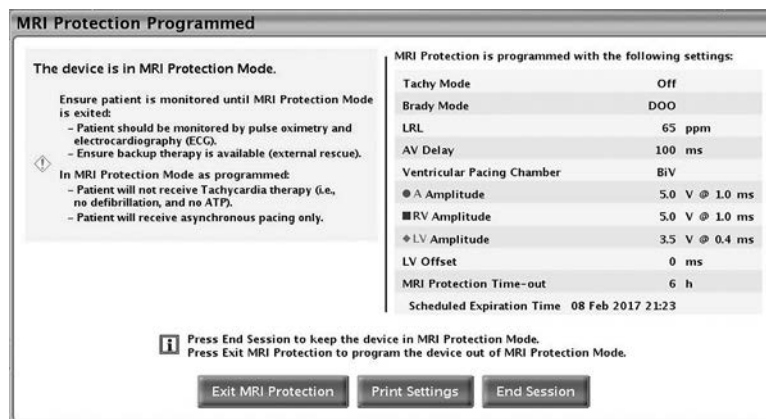 MRI Protection Programmed
The device is in MRI Protection Mode.
Ensure patient is monitored until MRI Protection Mode
is exited:
– Patient should be monitored by pulse oximetry and
electrocardiography (ECG).
– Ensure backup therapy is available (external rescue).
In MRI Protection Mode as programmed:
– Patient will not receive Tachycardia therapy (i.e.,
no defibrillation, and no ATP).
– Patient will receive asynchronous pacing only.
MRI Protection is programmed with the following settings:
Tachy Mode Off
Brady Mode DOO
LRL 65 ppm
AV Delay 100 ms
Ventricular Pacing Chamber BiV
A Amplitude 5.0 V @ 1.0 ms
RV Amplitude 5.0 V @ 1.0 ms
LV Amplitude 3.5 V @ 0.4 ms
LV Offset 0 ms
MRI Protection Time-out 6 h
Scheduled Expiration Time 08 Feb 2017 21:23
Press End Session to keep the device in MRI Protection Mode.
Press Exit MRI Protection to program the device out of MRI Protection Mode.
Exit MRI Protection Print Settings End Session